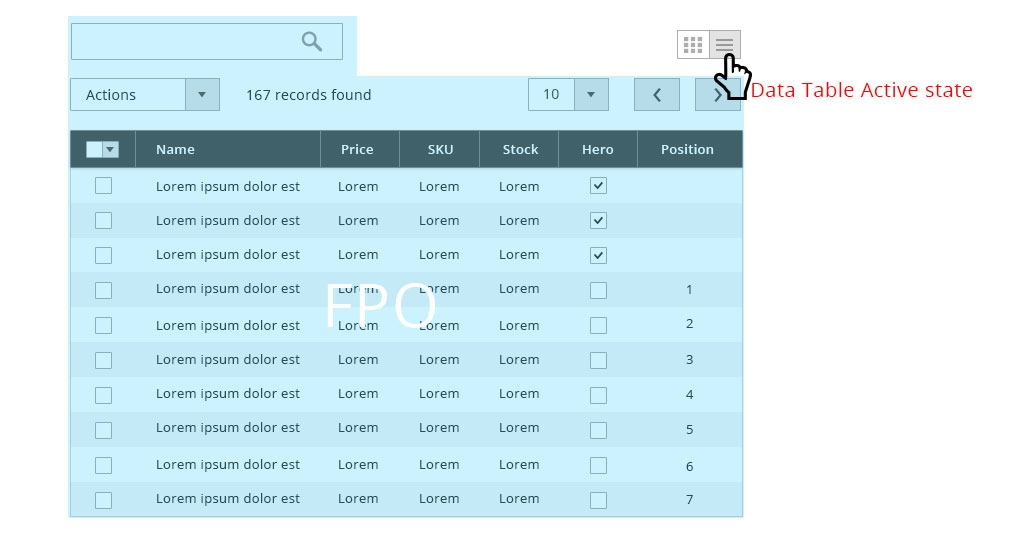 Actions 167 records found 10
Data Table Active state
Name Price SKU Stock Hero Position
Lorem ipsum dolor est Lorem Lorem Lorem
Lorem ipsum dolor est Lorem Lorem Lorem
Lorem ipsum dolor est Lorem Lorem Lorem
Lorem ipsum dolor est Lorem Lorem Lorem 1
FPO
Lorem ipsum dolor est Lorem Lorem Lorem 2
Lorem ipsum dolor est Lorem Lorem Lorem 3
Lorem ipsum dolor est Lorem Lorem Lorem 4
Lorem ipsum dolor est Lorem Lorem Lorem 5
Lorem ipsum dolor est Lorem Lorem Lorem 6
Lorem ipsum dolor est Lorem Lorem Lorem 7